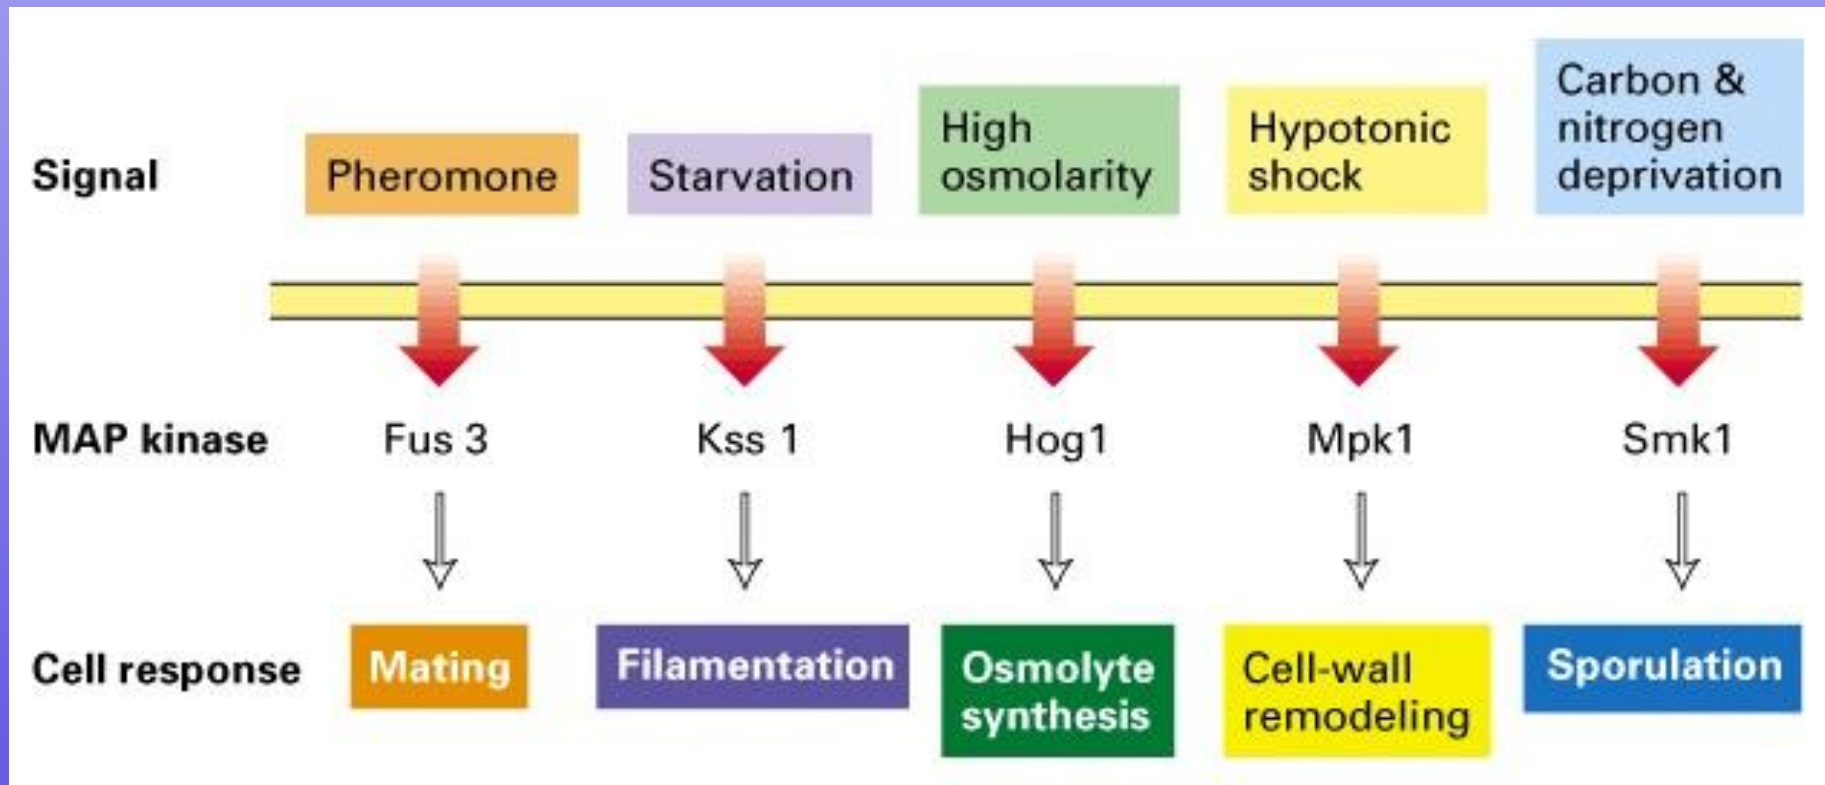 Signal
Pheromone
Starvation
High
osmolarity
Hypotonic
shock
Carbon &
nitrogen
deprivation
MAP kinase
Fus 3
Kss 1
Hog1
Mpk1
Smk1
Cell response
Mating
Filamentation
Osmolyte
synthesis
Cell-wall
remodeling
Sporulation